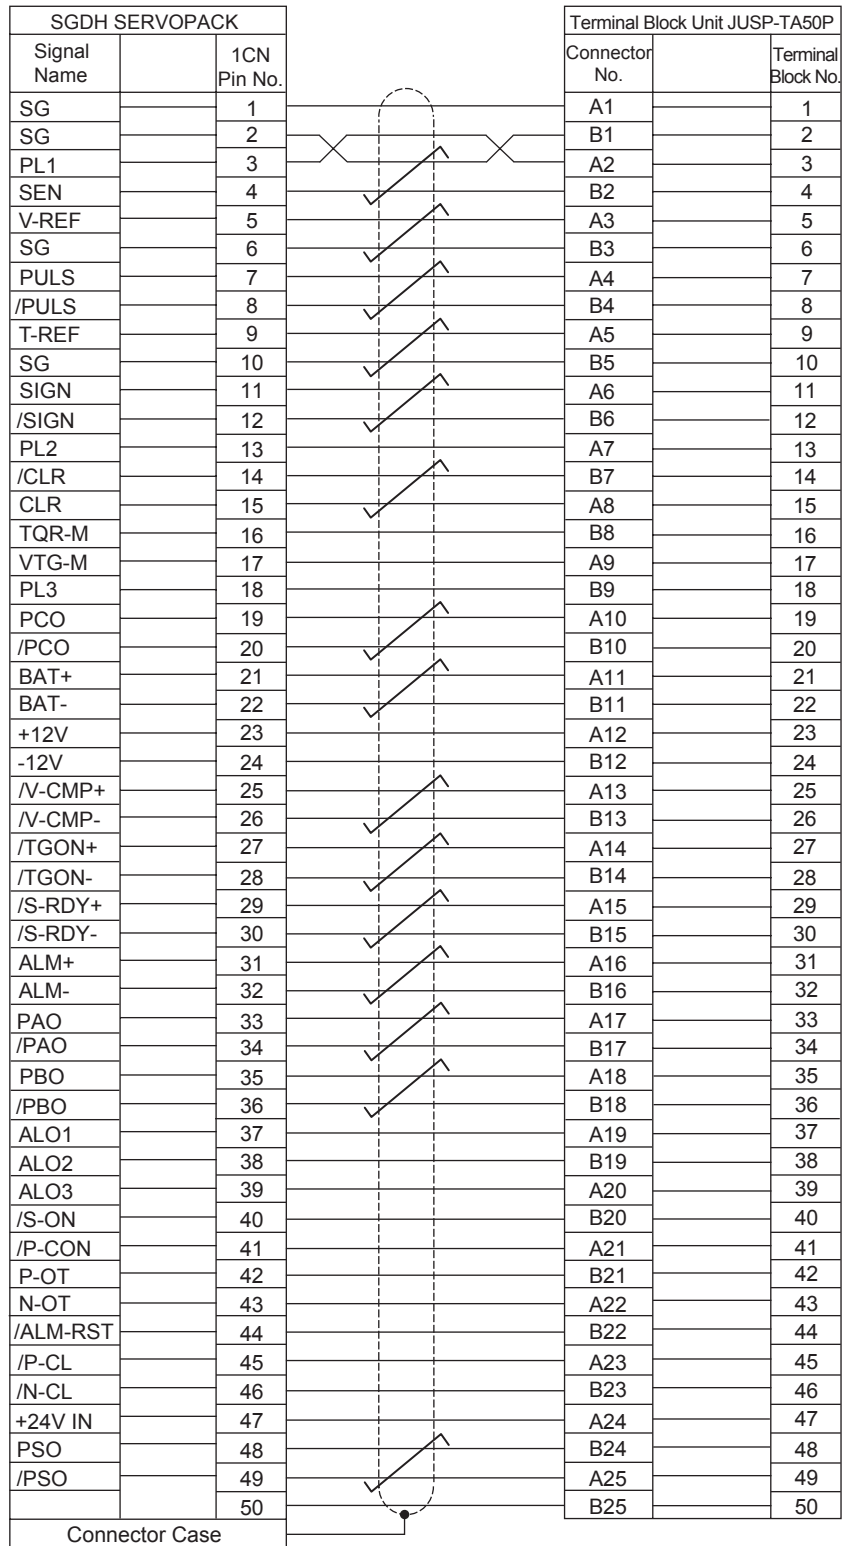 SGDH SERVOPACK Terminal Block Unit JUSP-TA50P
Signal Name 1CN Pin No. Connector No. Terminal Block No.
SG 1 A1 1
SG 2 B1 2
PL1 3 A2 3
SEN 4 B2 4
V-REF 5 A3 5
SG 6 B3 6
PULS 7 A4 7
/PULS 8 B4 8
T-REF 9 A5 9
SG 10 B5 10
SIGN 11 A6 11
/SIGN 12 B6 12
PL2 13 A7 13
/CLR 14 B7 14
CLR 15 A8 15
TQR-M 16 B8 16
VTG-M 17 A9 17
PL3 18 B9 18
PCO 19 A10 19
/PCO 20 B10 20
BAT+ 21 A11 21
BAT- 22 B11 22
+12V 23 A12 23
-12V 24 B12 24
/V-CMP+ 25 A13 25
/V-CMP- 26 B13 26
/TGON+ 27 A14 27
/TGON- 28 B14 28
/S-RDY+ 29 A15 29
/S-RDY- 30 B15 30
ALM+ 31 A16 31
ALM- 32 B16 32
PAO 33 A17 33
/PAO 34 B17 34
PBO 35 A18 35
/PBO 36 B18 36
ALO1 37 A19 37
ALO2 38 B19 38
ALO3 39 A20 39
/S-ON 40 B20 40
/P-CON 41 A21 41
P-OT 42 B21 42
N-OT 43 A22 43
/ALM-RST 44 B22 44
/P-CL 45 A23 45
/N-CL 46 B23 46
+24V IN 47 A24 47
PSO 48 B24 48
/PSO 49 A25 49
50 B25 50
Connector Case